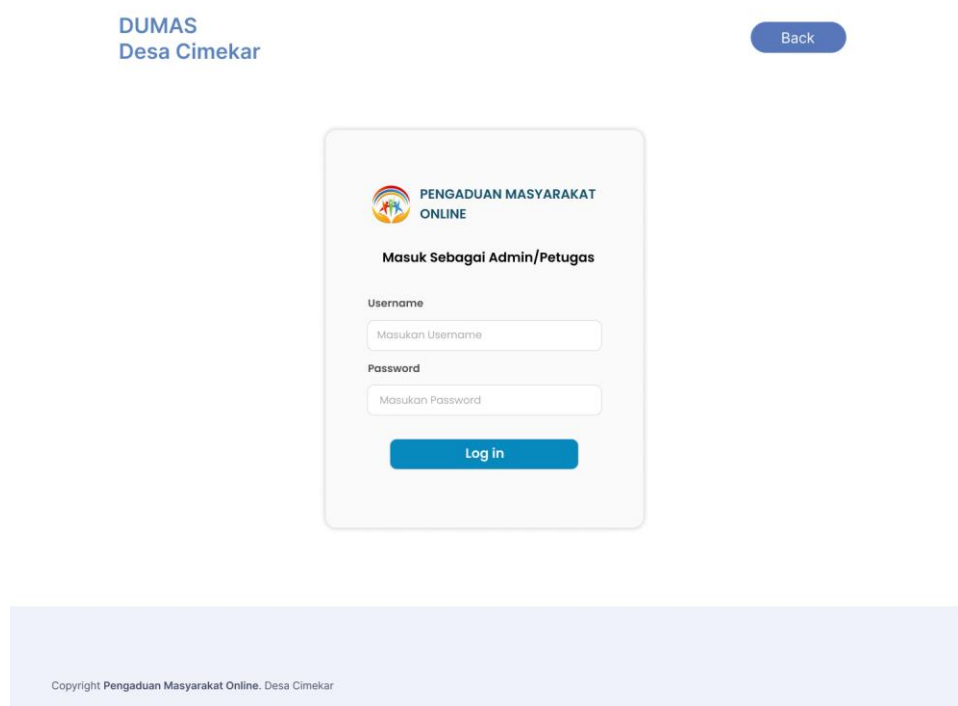 DUMAS
Desa Cimekar
Back
PENGADUAN MASYARAKAT
ONLINE
Masuk Sebagai Admin/Petugas
Username
Masukan Username
Password
Masukan Password
Log in
Copyright Pengaduan Masyarakat Online. Desa Cimekar